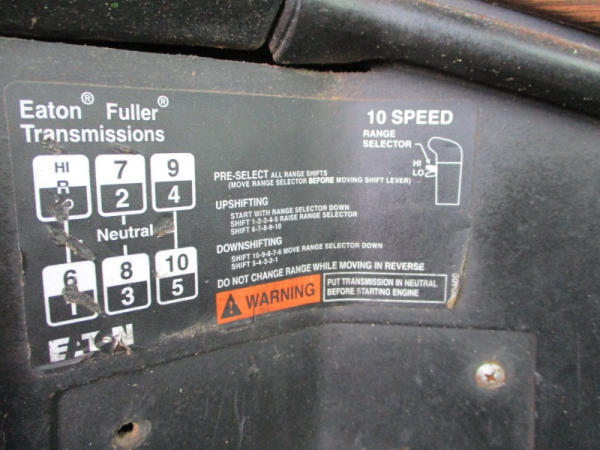 Eaton® Fuller®
Transmissions
10 SPEED
RANGE
SELECTOR
HI
LO
HI
R
7
2
9
4
Neutral
6
1
8
3
10
5
PRE-SELECT ALL RANGE SHIFTS
(MOVE RANGE SELECTOR BEFORE MOVING SHIFT LEVER)
UPSHIFTING
START WITH RANGE SELECTOR DOWN
SHIFT 1-2-3-4-5 RAISE RANGE SELECTOR
SHIFT 6-7-8-9-10
DOWNSHIFTING
SHIFT 10-9-8-7-6 MOVE RANGE SELECTOR DOWN
SHIFT 5-4-3-2-1
DO NOT CHANGE RANGE WHILE MOVING IN REVERSE
WARNING
PUT TRANSMISSION IN NEUTRAL
BEFORE STARTING ENGINE
EATON